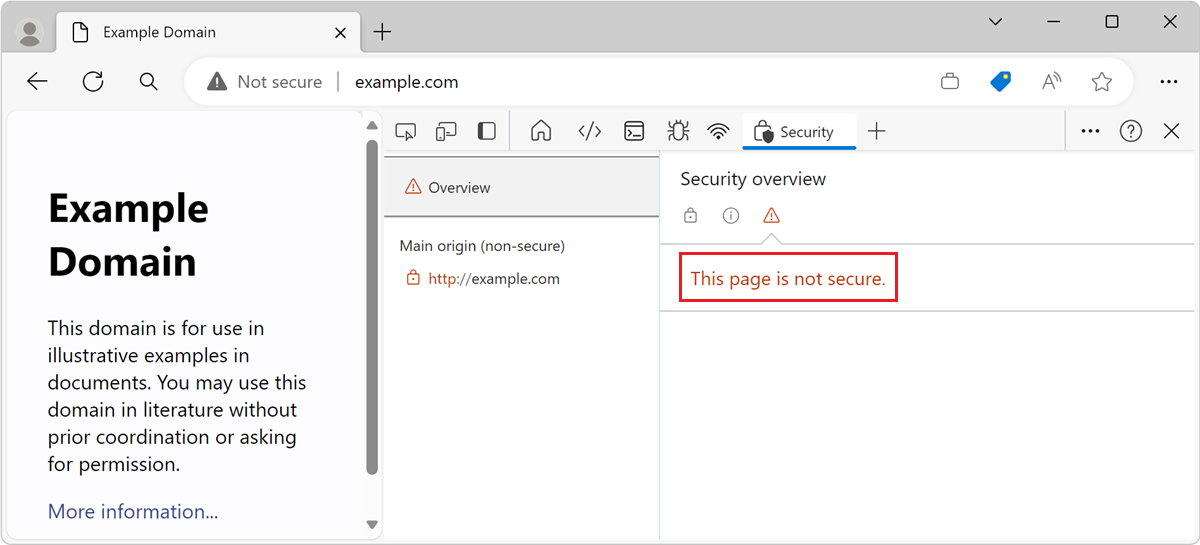 Example Domain
Not secure
example.com
Security
Example
Domain
This domain is for use in
illustrative examples in
documents. You may use this
domain in literature without
prior coordination or asking
for permission.
More information...
Overview
Main origin (non-secure)
http://example.com
Security overview
This page is not secure.